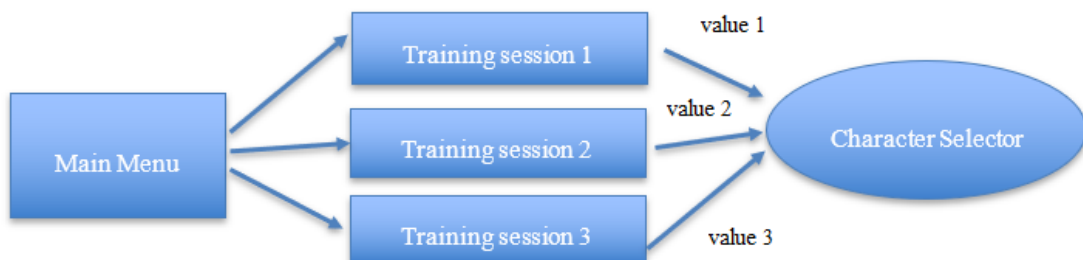 Main Menu
Training session 1
Training session 2
Training session 3
value 1
value 2
value 3
Character Selector